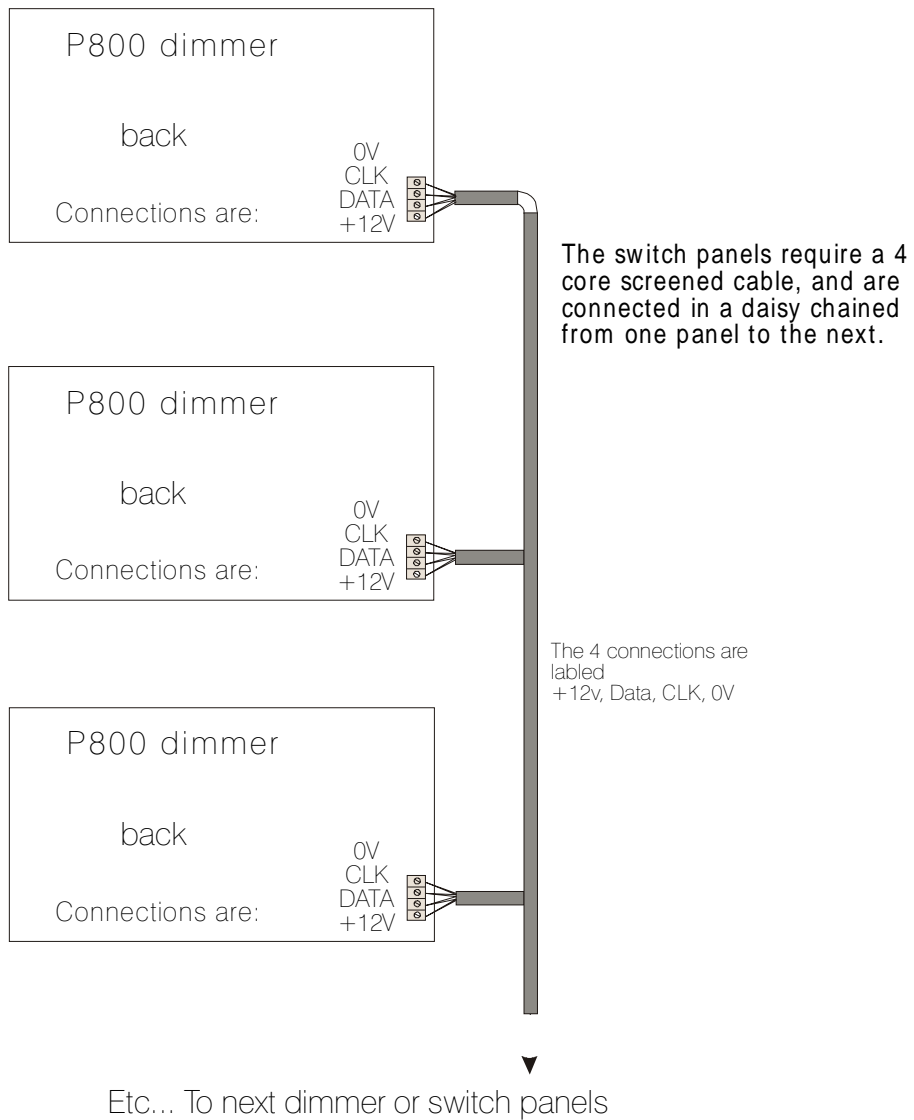 P800 dimmer
back
0V
CLK
DATA
Connections are:
+12V
The switch panels require a 4
core screened cable, and are
connected in a daisy chained
from one panel to the next.
P800 dimmer
back
0V
CLK
DATA
Connections are:
+12V
The 4 connections are
labled
+12v, Data, CLK, 0V
P800 dimmer
back
0V
CLK
DATA
Connections are:
+12V
Etc... To next dimmer or switch panels